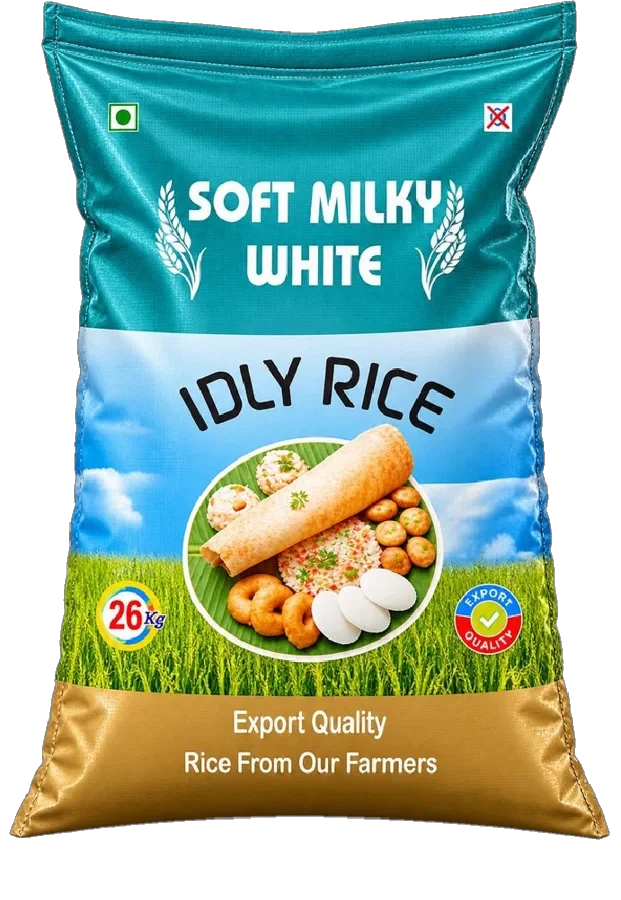 SOFT MILKY
WHITE
IDLY RICE
26Kg
EXPORT
QUALITY
Export Quality
Rice From Our Farmers